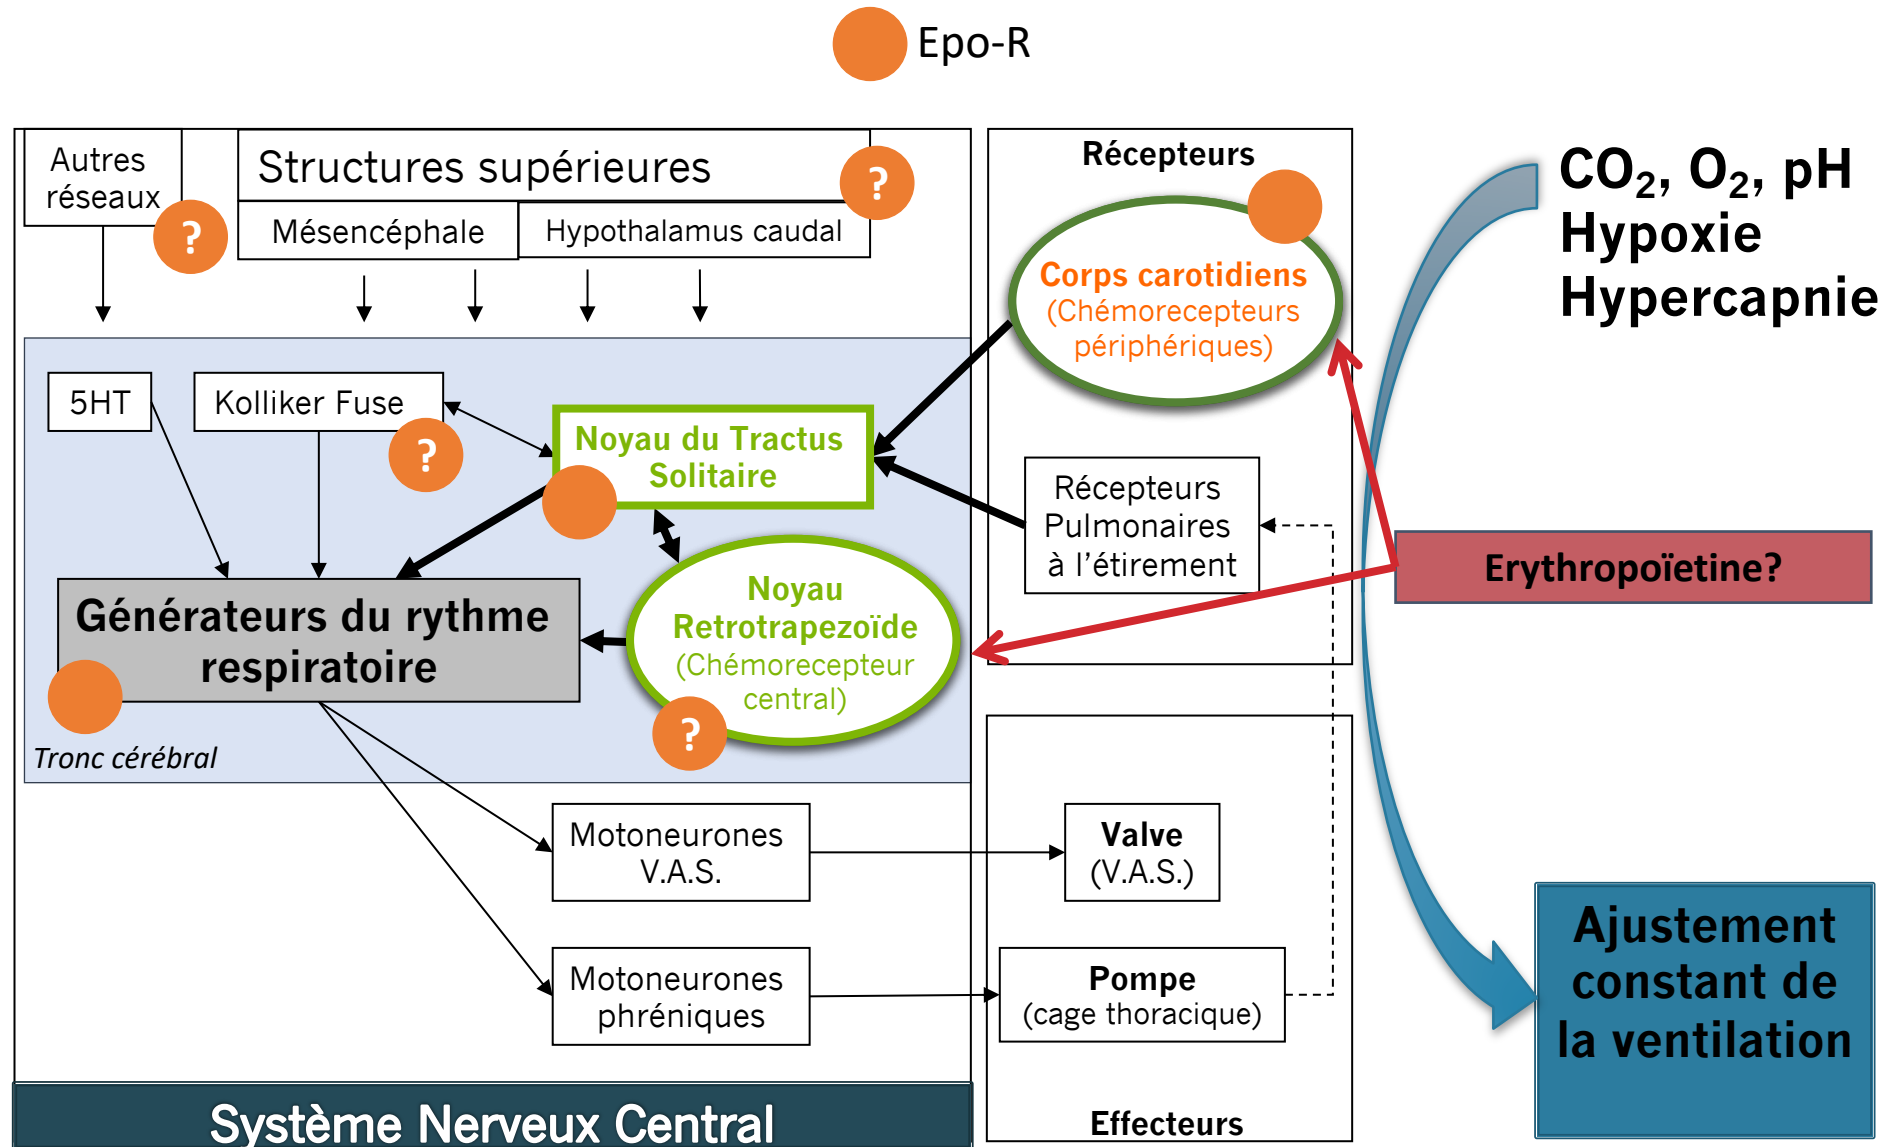 Epo-R
Autres
réseaux
?
Structures supérieures
?
Mésencéphale
Hypothalamus caudal
5HT
Kolliker Fuse
?
Noyau du Tractus
Solitaire
Générateurs du rythme
respiratoire
Noyau
Retrotrapezoïde
(Chémorecepteur
central)
?
Tronc cérébral
Motoneurones
V.A.S.
Motoneurones
phréniques
Système Nerveux Central
Récepteurs
Corps carotidiens
(Chémorecepteurs
périphériques)
Récepteurs
Pulmonaires
à l'étirement
Valve
(V.A.S.)
Pompe
(cage thoracique)
Effecteurs
CO₂, O₂, pH
Hypoxie
Hypercapnie
Erythropoïetine?
Ajustement
constant de
la ventilation